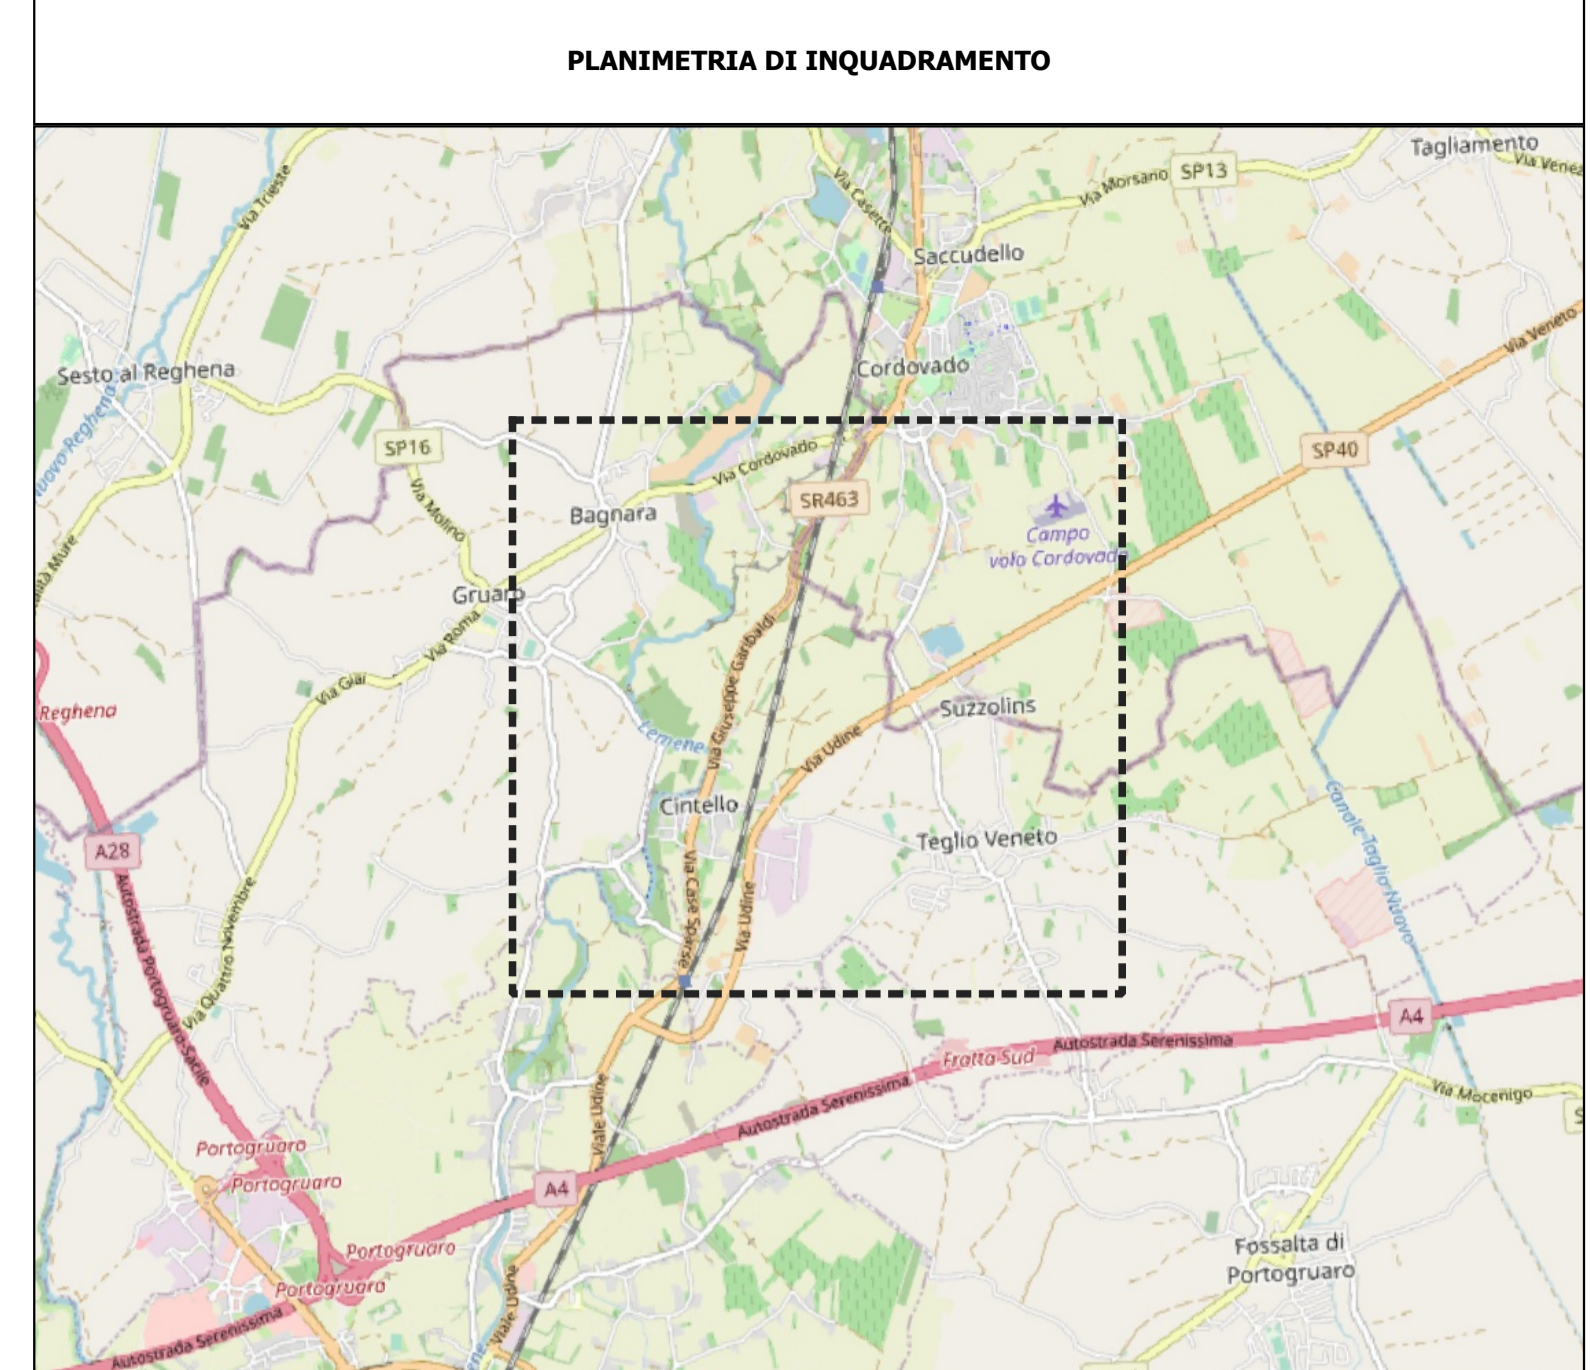 PLANIMETRIA DI INQUADRAMENTO
Tagliamento
Via Venez
SP13
Via Morsano
Via Trieste
Via Casette
Saccudello
Via Veneto
Sesto al Reghena
Cordovado
Nuovo Reghena
SP16
SP40
Via Cordovado
SR463
Via Molino
Bagnara
Campo
volo Cordovado
Gruaro
Via Roma
Via Giai
Via Giuseppe Garibaldi
Reghena
Suzzolins
Lemene
Via Udine
Cintello
Teglio Veneto
Canale Taglio Nuovo
A28
Via Case Sparse
Via Udine
Autostrada Portogruaro-Sacile
Via Quattro Novembre
A4
Autostrada Serenissima
Fratta Sud
Autostrada Serenissima
Via Mocenigo
S
Viale Udine
Portogruaro
Portogruaro
A4
Portogruaro
Portogruaro
Fossalta di
Portogruaro
Viale Udine
Autostrada Serenissima